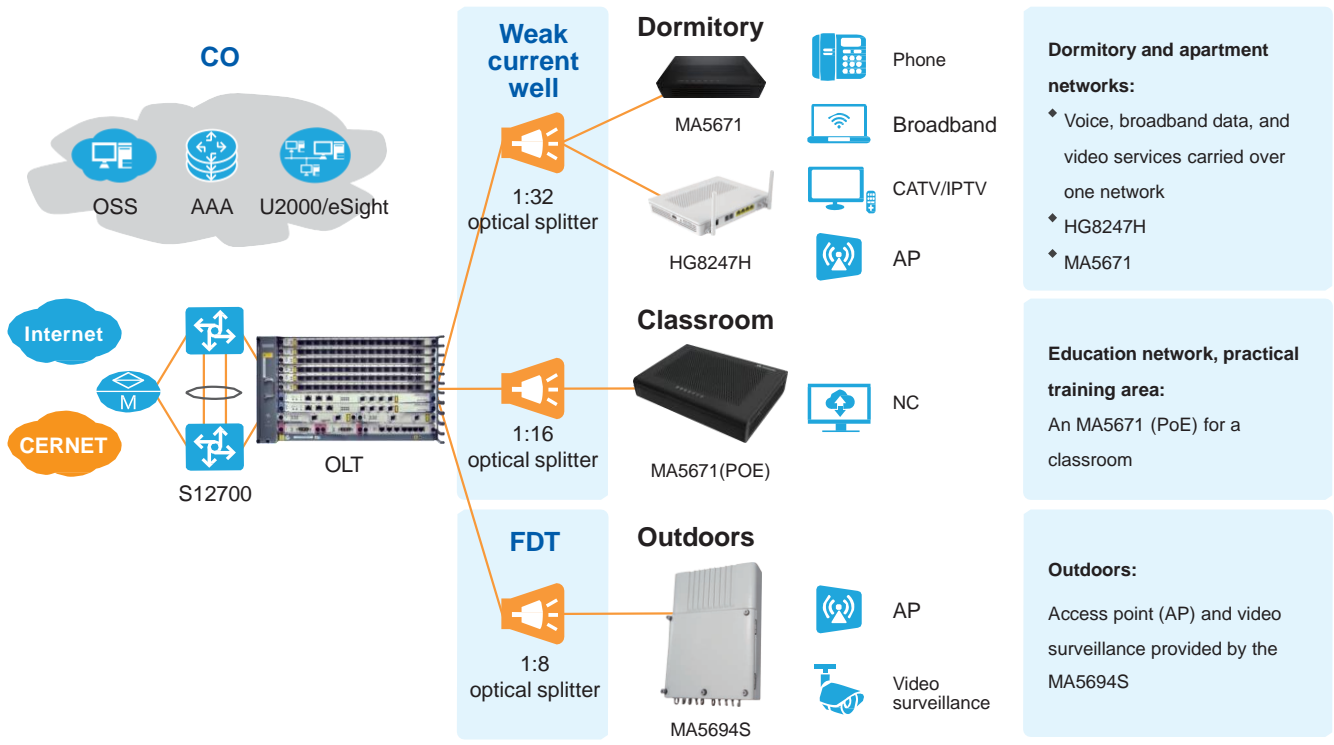 CO
OSS
AAA
U2000/eSight
Internet
M
CERNET
S12700
OLT
Weak
current
well
1:32
optical splitter
1:16
optical splitter
FDT
1:8
optical splitter
Dormitory
MA5671
HG8247H
Phone
Broadband
CATV/IPTV
AP
Classroom
MA5671(POE)
NC
Outdoors
MA5694S
AP
Video
surveillance
Dormitory and apartment
networks:
Voice, broadband data, and
video services carried over
one network
HG8247H
MA5671
Education network, practical
training area:
An MA5671 (PoE) for a
classroom
Outdoors:
Access point (AP) and video
surveillance provided by the
MA5694S